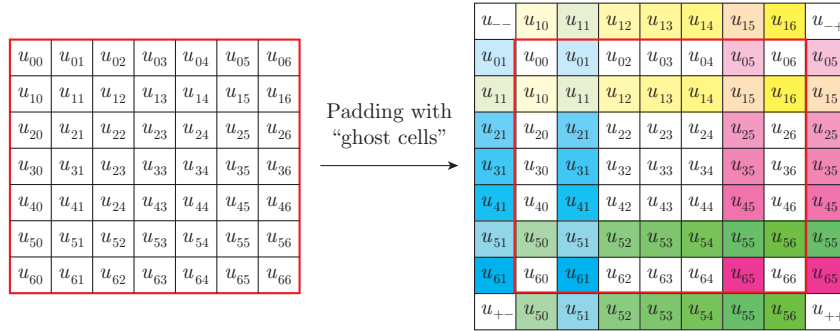 u₀₀ u₀₁ u₀₂ u₀₃ u₀₄ u₀₅ u₀₆
u₁₀ u₁₁ u₁₂ u₁₃ u₁₄ u₁₅ u₁₆
u₂₀ u₂₁ u₂₂ u₂₃ u₂₄ u₂₅ u₂₆
u₃₀ u₃₁ u₂₃ u₃₃ u₃₄ u₃₅ u₃₆
u₄₀ u₄₁ u₂₄ u₄₃ u₄₄ u₄₅ u₄₆
u₅₀ u₅₁ u₅₂ u₅₃ u₅₄ u₅₅ u₅₆
u₆₀ u₆₁ u₆₂ u₆₃ u₆₄ u₆₅ u₆₆
Padding with
“ghost cells”
u₋₋ u₁₀ u₁₁ u₁₂ u₁₃ u₁₄ u₁₅ u₁₆ u₋₊
u₀₁ u₀₀ u₀₁ u₀₂ u₀₃ u₀₄ u₀₅ u₀₆ u₀₅
u₁₁ u₁₀ u₁₁ u₁₂ u₁₃ u₁₄ u₁₅ u₁₆ u₁₅
u₂₁ u₂₀ u₂₁ u₂₂ u₂₃ u₂₄ u₂₅ u₂₆ u₂₅
u₃₁ u₃₀ u₃₁ u₃₂ u₃₃ u₃₄ u₃₅ u₃₆ u₃₅
u₄₁ u₄₀ u₄₁ u₄₂ u₄₃ u₄₄ u₄₅ u₄₆ u₄₅
u₅₁ u₅₀ u₅₁ u₅₂ u₅₃ u₅₄ u₅₅ u₅₆ u₅₅
u₆₁ u₆₀ u₆₁ u₆₂ u₆₃ u₆₄ u₆₅ u₆₆ u₆₅
u₊₋ u₅₀ u₅₁ u₅₂ u₅₃ u₅₄ u₅₅ u₅₆ u₊₊